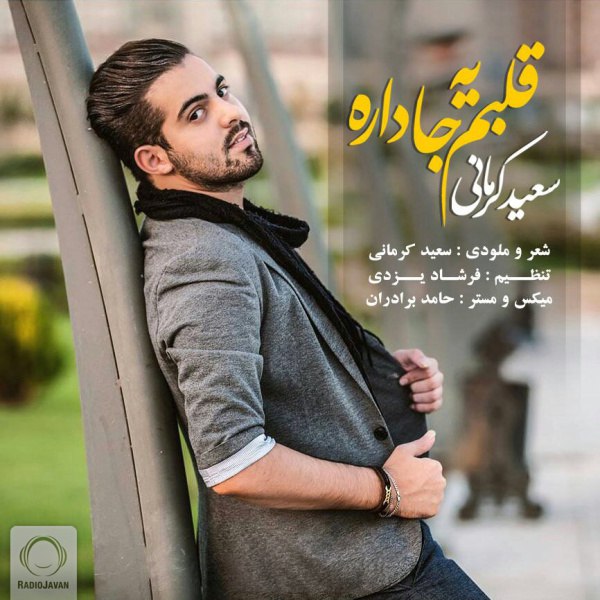 قلبم یه جا داره
سعید کرمانی
شعر و ملودی : سعید کرمانی
تنظیم : فرشاد یزدی
میکس و مستر : حامد برادران
RADIOJAVAN